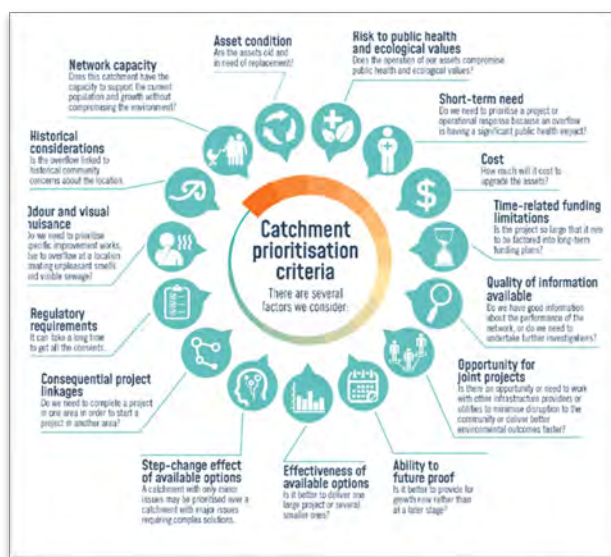 Asset condition
Are the assets old and
in need of replacement?
Risk to public health
and ecological values
Does the operation of our assets compromise
public health and ecological values?
Network capacity
Does this catchment have the
capacity to support the current
population and growth without
compromising the environment?
Short-term need
Do we need to prioritise a project or
operational response because an overflow
is having a significant public health impact?
Historical
considerations
Is the overflow linked to
historical community
concerns about the location.
Cost
How much will it cost to
upgrade the assets?
Odour and visual
nuisance
Do we need to prioritise
specific improvement works,
due to overflow at a location
creating unpleasant smells
and visible sewage?
Time-related funding
limitations
Is the project so large that it needs
to be factored into long-term
funding plans?
Catchment
prioritisation
criteria
There are several
factors we consider:
Quality of information
available
Do we have good information
about the performance of the
network, or do we need to
undertake further investigations?
Regulatory
requirements
It can take a long time
to get all the consents.
Consequential project
linkages
Do we need to complete a project
in one area in order to start a
project in another area?
Opportunity for
joint projects
Is there an opportunity or need to work
with other infrastructure providers or
utilities to minimise disruption to the
community or deliver better
environmental outcomes faster?
Step-change effect
of available options
A catchment with only minor
issues may be prioritised over a
catchment with major issues
requiring complex solutions.
Effectiveness of
available options
Is it better to deliver one
large project or several
smaller ones?
Ability to
future proof
Is it better to provide for
growth now rather than
at a later stage?